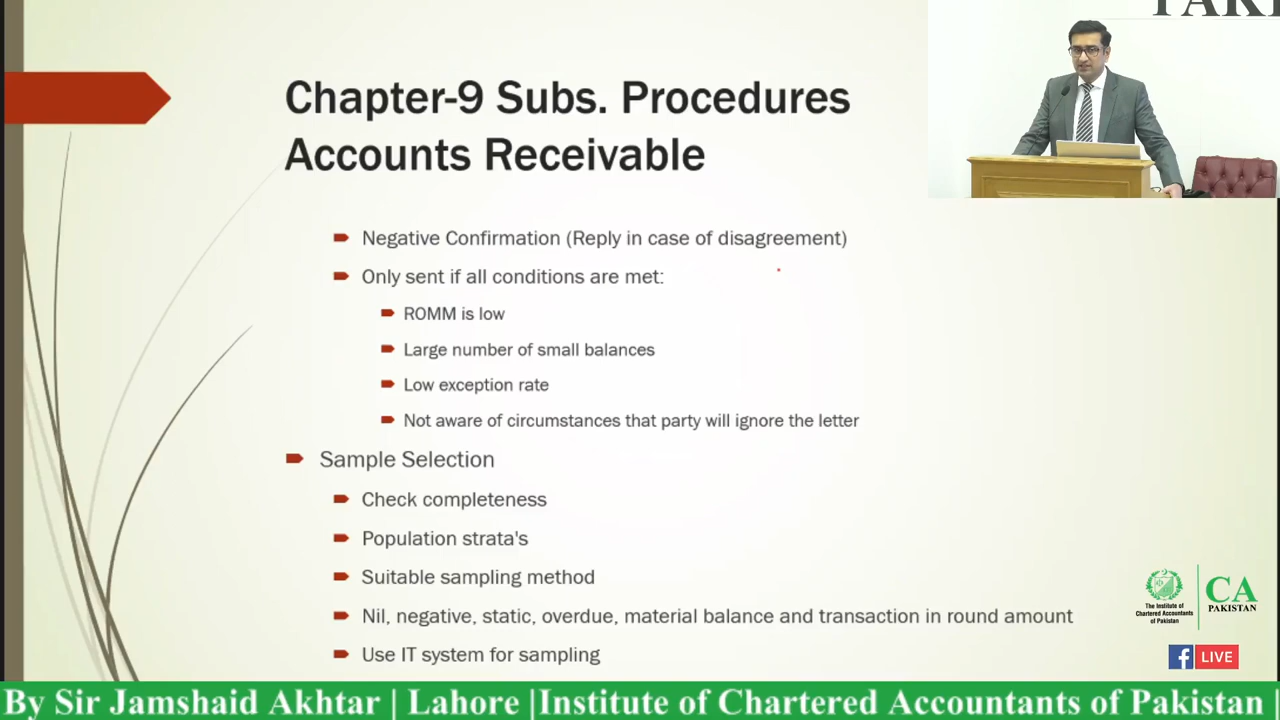 Chapter-9 Subs. Procedures
Accounts Receivable
Negative Confirmation (Reply in case of disagreement)
Only sent if all conditions are met:
ROMM is low
Large number of small balances
Low exception rate
Not aware of circumstances that party will ignore the letter
Sample Selection
Check completeness
Population strata's
Suitable sampling method
Nil, negative, static, overdue, material balance and transaction in round amount
Use IT system for sampling
The Institute of
Chartered Accountants
of Pakistan
CA
PAKISTAN
f LIVE
By Sir Jamshaid Akhtar | Lahore |Institute of Chartered Accountants of Pakistan